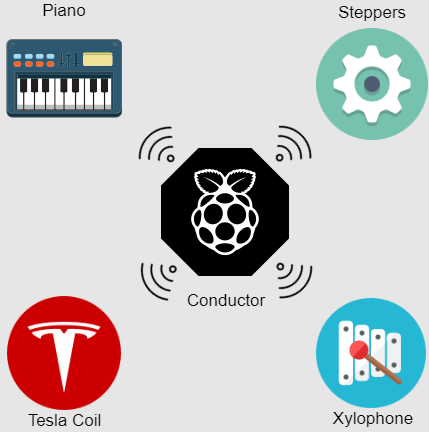 Piano
Steppers
Conductor
Tesla Coil
Xylophone